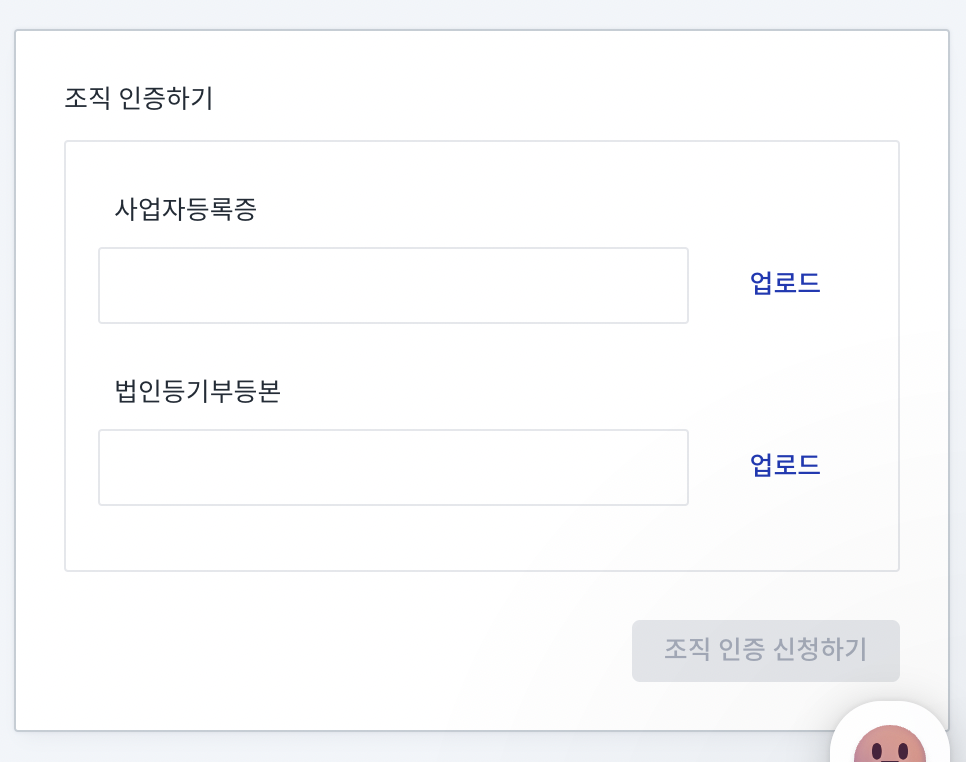 조직 인증하기
사업자등록증
업로드
법인등기부등본
업로드
조직 인증 신청하기